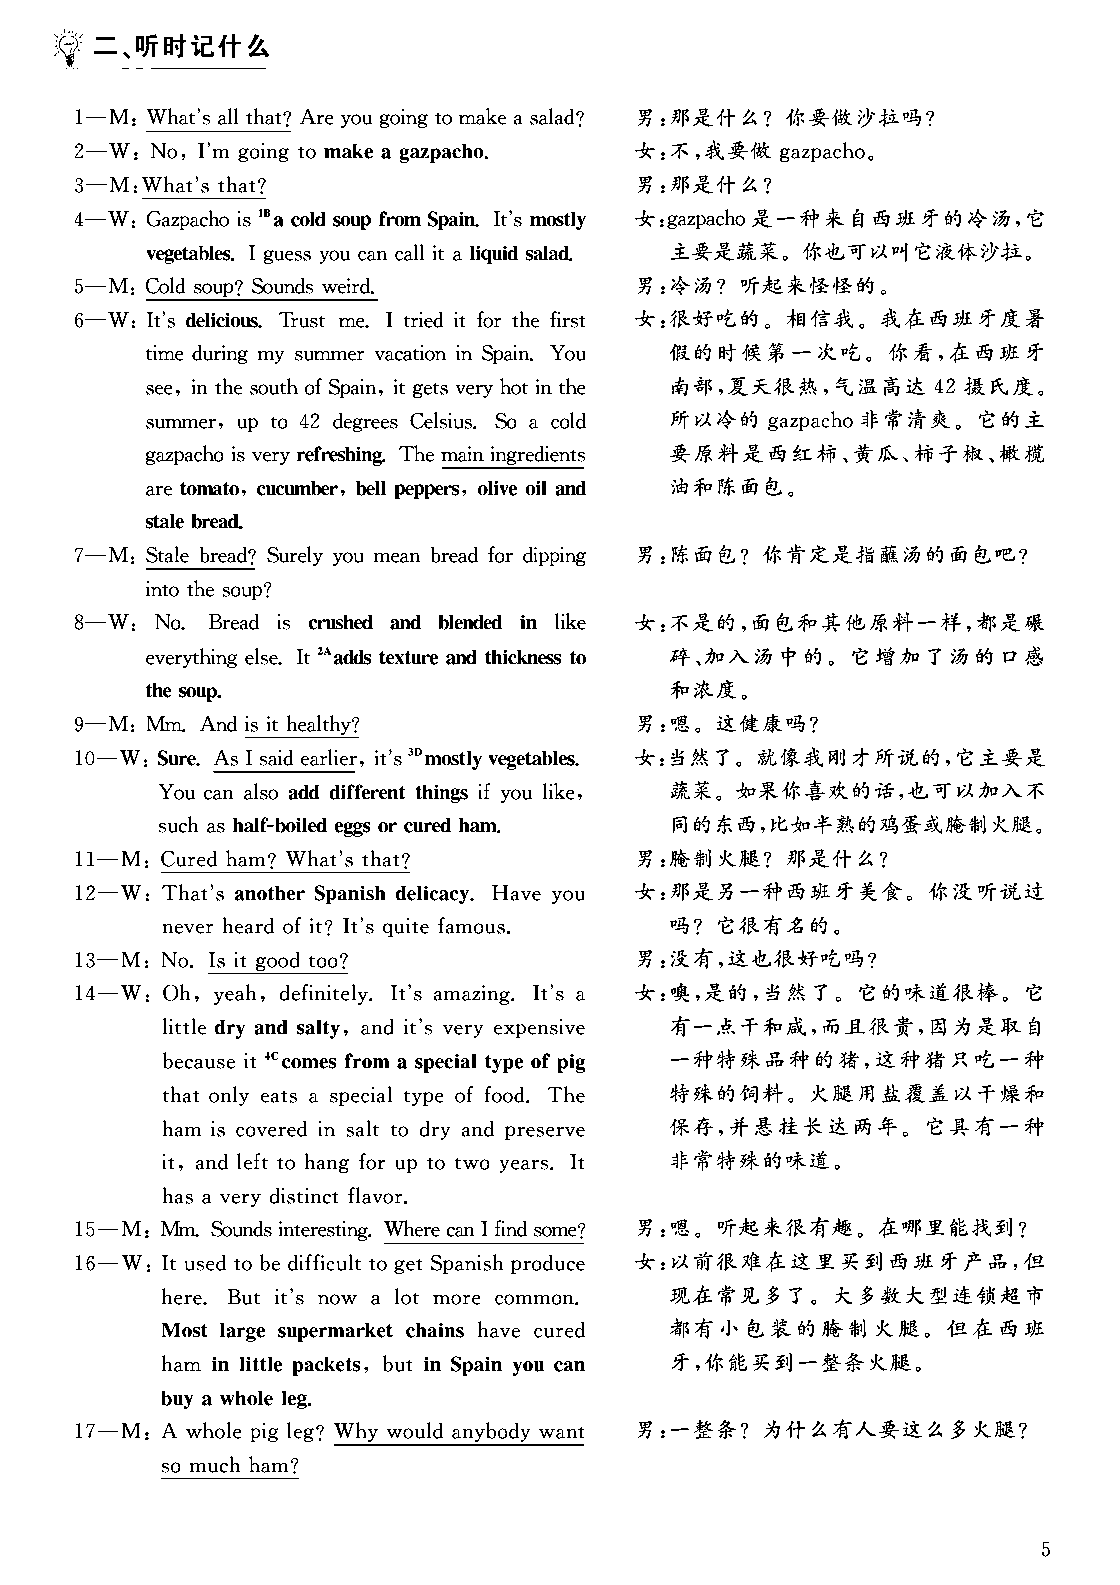 二、听时记什么
1—M: What's all that? Are you going to make a salad?
2—W: No, I'm going to make a gazpacho.
3—M: What's that?
4—W: Gazpacho is 1B a cold soup from Spain. It's mostly
vegetables. I guess you can call it a liquid salad.
5—M: Cold soup? Sounds weird.
6—W: It's delicious. Trust me. I tried it for the first
time during my summer vacation in Spain. You
see, in the south of Spain, it gets very hot in the
summer, up to 42 degrees Celsius. So a cold
gazpacho is very refreshing. The main ingredients
are tomato, cucumber, bell peppers, olive oil and
stale bread.
7—M: Stale bread? Surely you mean bread for dipping
into the soup?
8—W: No. Bread is crushed and blended in like
everything else. It 2A adds texture and thickness to
the soup.
9—M: Mm. And is it healthy?
10—W: Sure. As I said earlier, it's 3D mostly vegetables.
You can also add different things if you like,
such as half-boiled eggs or cured ham.
11—M: Cured ham? What's that?
12—W: That's another Spanish delicacy. Have you
never heard of it? It's quite famous.
13—M: No. Is it good too?
14—W: Oh, yeah, definitely. It's amazing. It's a
little dry and salty, and it's very expensive
because it 4C comes from a special type of pig
that only eats a special type of food. The
ham is covered in salt to dry and preserve
it, and left to hang for up to two years. It
has a very distinct flavor.
15—M: Mm. Sounds interesting. Where can I find some?
16—W: It used to be difficult to get Spanish produce
here. But it's now a lot more common.
Most large supermarket chains have cured
ham in little packets, but in Spain you can
buy a whole leg.
17—M: A whole pig leg? Why would anybody want
so much ham?
男:那是什么？你要做沙拉吗？
女:不,我要做 gazpacho。
男:那是什么？
女:gazpacho 是一种来自西班牙的冷汤,它
主要是蔬菜。你也可以叫它液体沙拉。
男:冷汤？听起来怪怪的。
女:很好吃的。相信我。我在西班牙度暑
假的时候第一次吃。你看,在西班牙
南部,夏天很热,气温高达 42 摄氏度。
所以冷的 gazpacho 非常清爽。它的主
要原料是西红柿、黄瓜、柿子椒、橄榄
油和陈面包。
男:陈面包？你肯定是指蘸汤的面包吧？
女:不是的,面包和其他原料一样,都是碾
碎、加入汤中的。它增加了汤的口感
和浓度。
男:嗯。这健康吗？
女:当然了。就像我刚才所说的,它主要是
蔬菜。如果你喜欢的话,也可以加入不
同的东西,比如半熟的鸡蛋或腌制火腿。
男:腌制火腿？那是什么？
女:那是另一种西班牙美食。你没听说过
吗？它很有名的。
男:没有,这也很好吃吗？
女:噢,是的,当然了。它的味道很棒。它
有一点干和咸,而且很贵,因为是取自
一种特殊品种的猪,这种猪只吃一种
特殊的饲料。火腿用盐覆盖以干燥和
保存,并悬挂长达两年。它具有一种
非常特殊的味道。
男:嗯。听起来很有趣。在哪里能找到？
女:以前很难在这里买到西班牙产品,但
现在常见多了。大多数大型连锁超市
都有小包装的腌制火腿。但在西班
牙,你能买到一整条火腿。
男:一整条？为什么有人要这么多火腿？
5